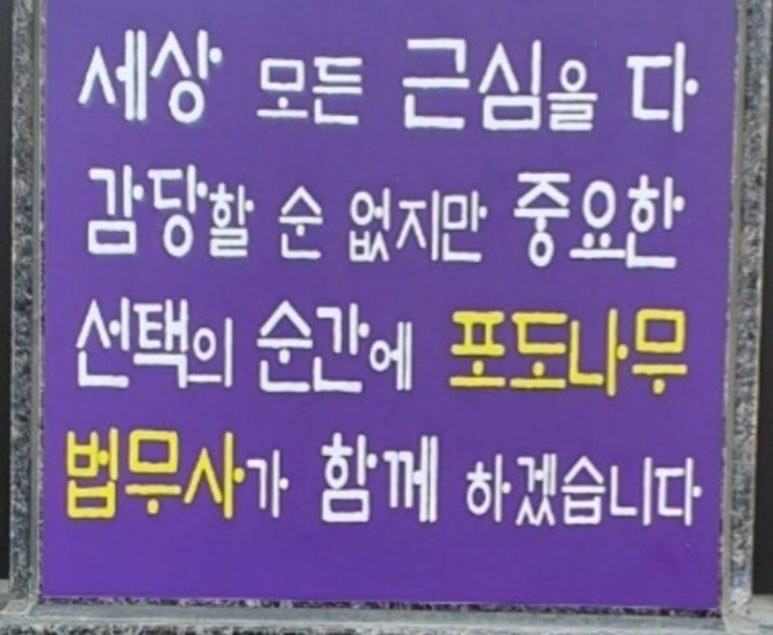 세상 모든 근심을 다
감당할 순 없지만 중요한
선택의 순간에 포도나무
법무사가 함께 하겠습니다